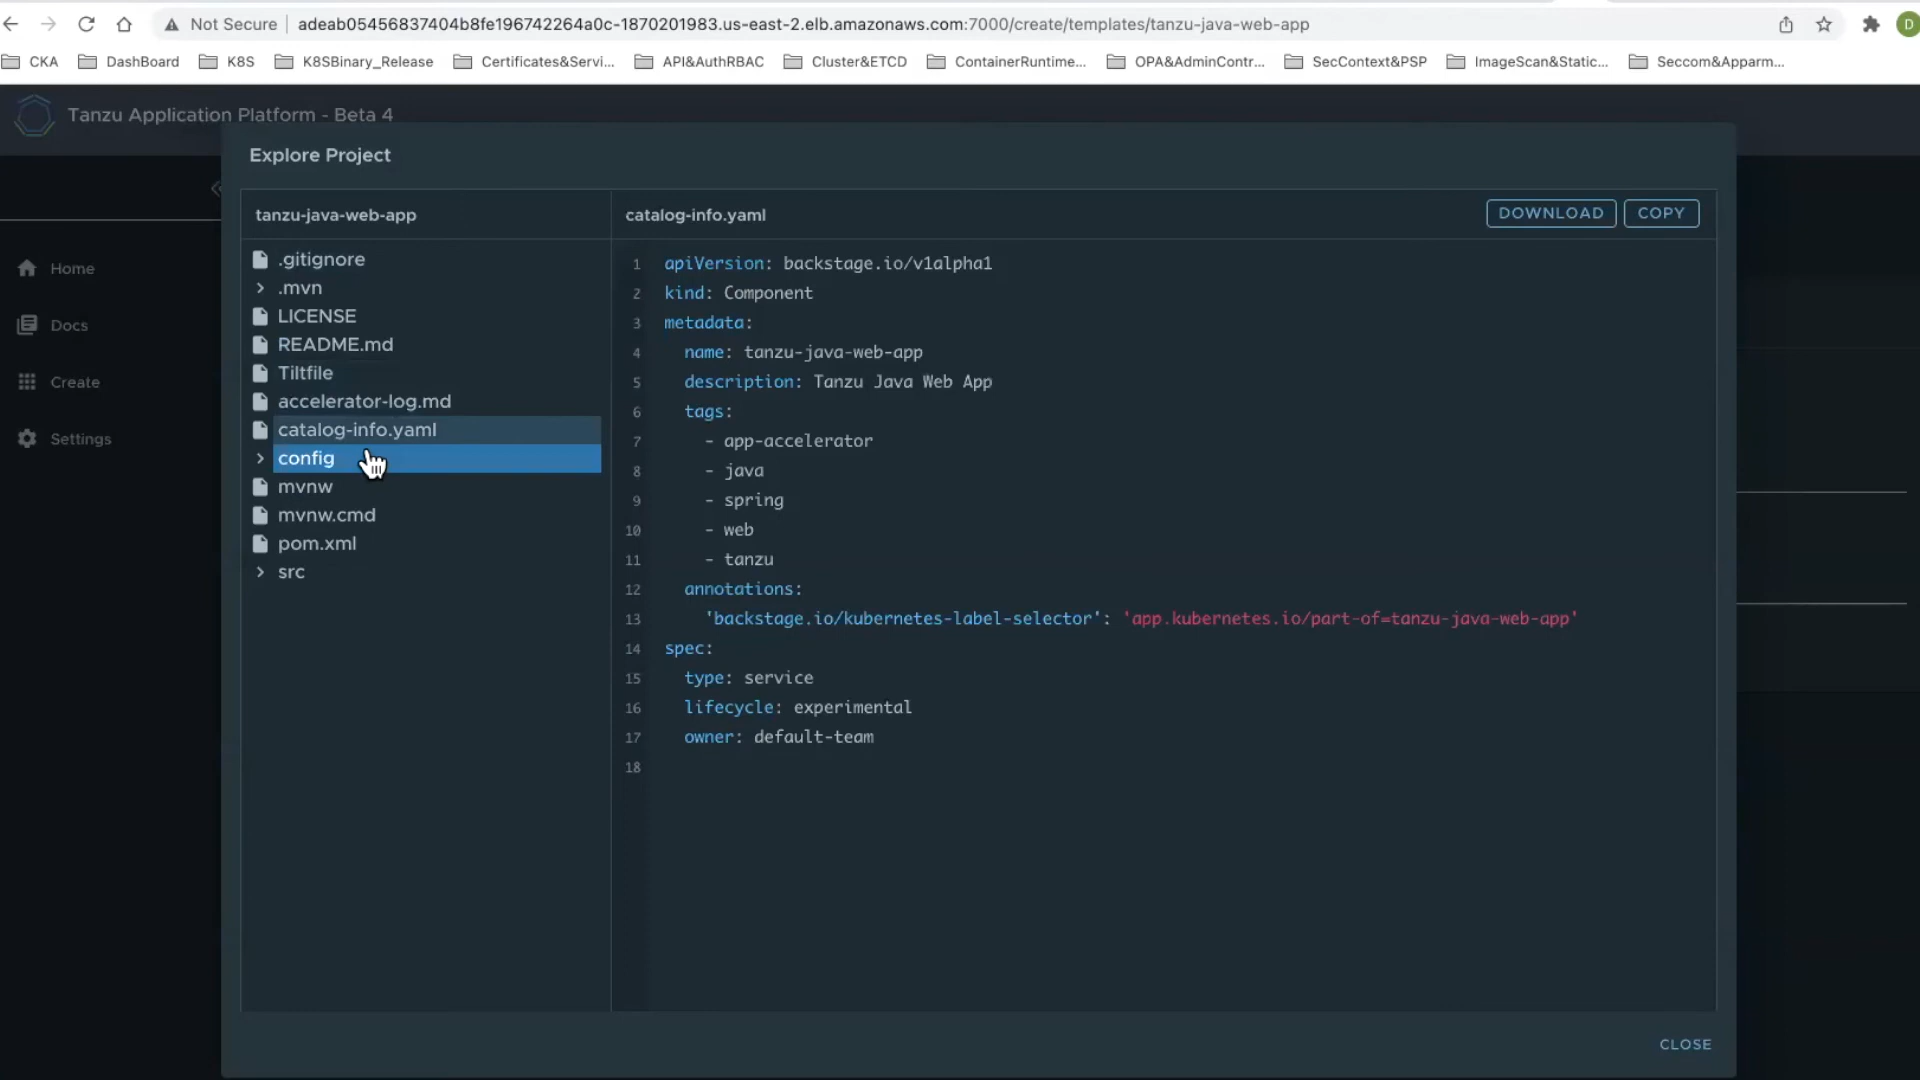 Not Secure adeab05456837404b8fe196742264a0c-1870201983.us-east-2.elb.amazonaws.com:7000/create/templates/tanzu-java-web-app D
CKA DashBoard K8S K8SBinary_Release Certificates&Servi... API&AuthRBAC Cluster&ETCD ContainerRuntime... OPA&AdminContr... SecContext&PSP ImageScan&Static... Seccom&Apparm...
Tanzu Application Platform - Beta 4
Explore Project
Home
Docs
Create
Settings
tanzu-java-web-app
.gitignore
.mvn
LICENSE
README.md
Tiltfile
accelerator-log.md
catalog-info.yaml
config
mvnw
mvnw.cmd
pom.xml
src
catalog-info.yaml
DOWNLOAD COPY
1 apiVersion: backstage.io/v1alpha1
2 kind: Component
3 metadata:
4 name: tanzu-java-web-app
5 description: Tanzu Java Web App
6 tags:
7 - app-accelerator
8 - java
9 - spring
10 - web
11 - tanzu
12 annotations:
13 'backstage.io/kubernetes-label-selector': 'app.kubernetes.io/part-of=tanzu-java-web-app'
14 spec:
15 type: service
16 lifecycle: experimental
17 owner: default-team
18
CLOSE